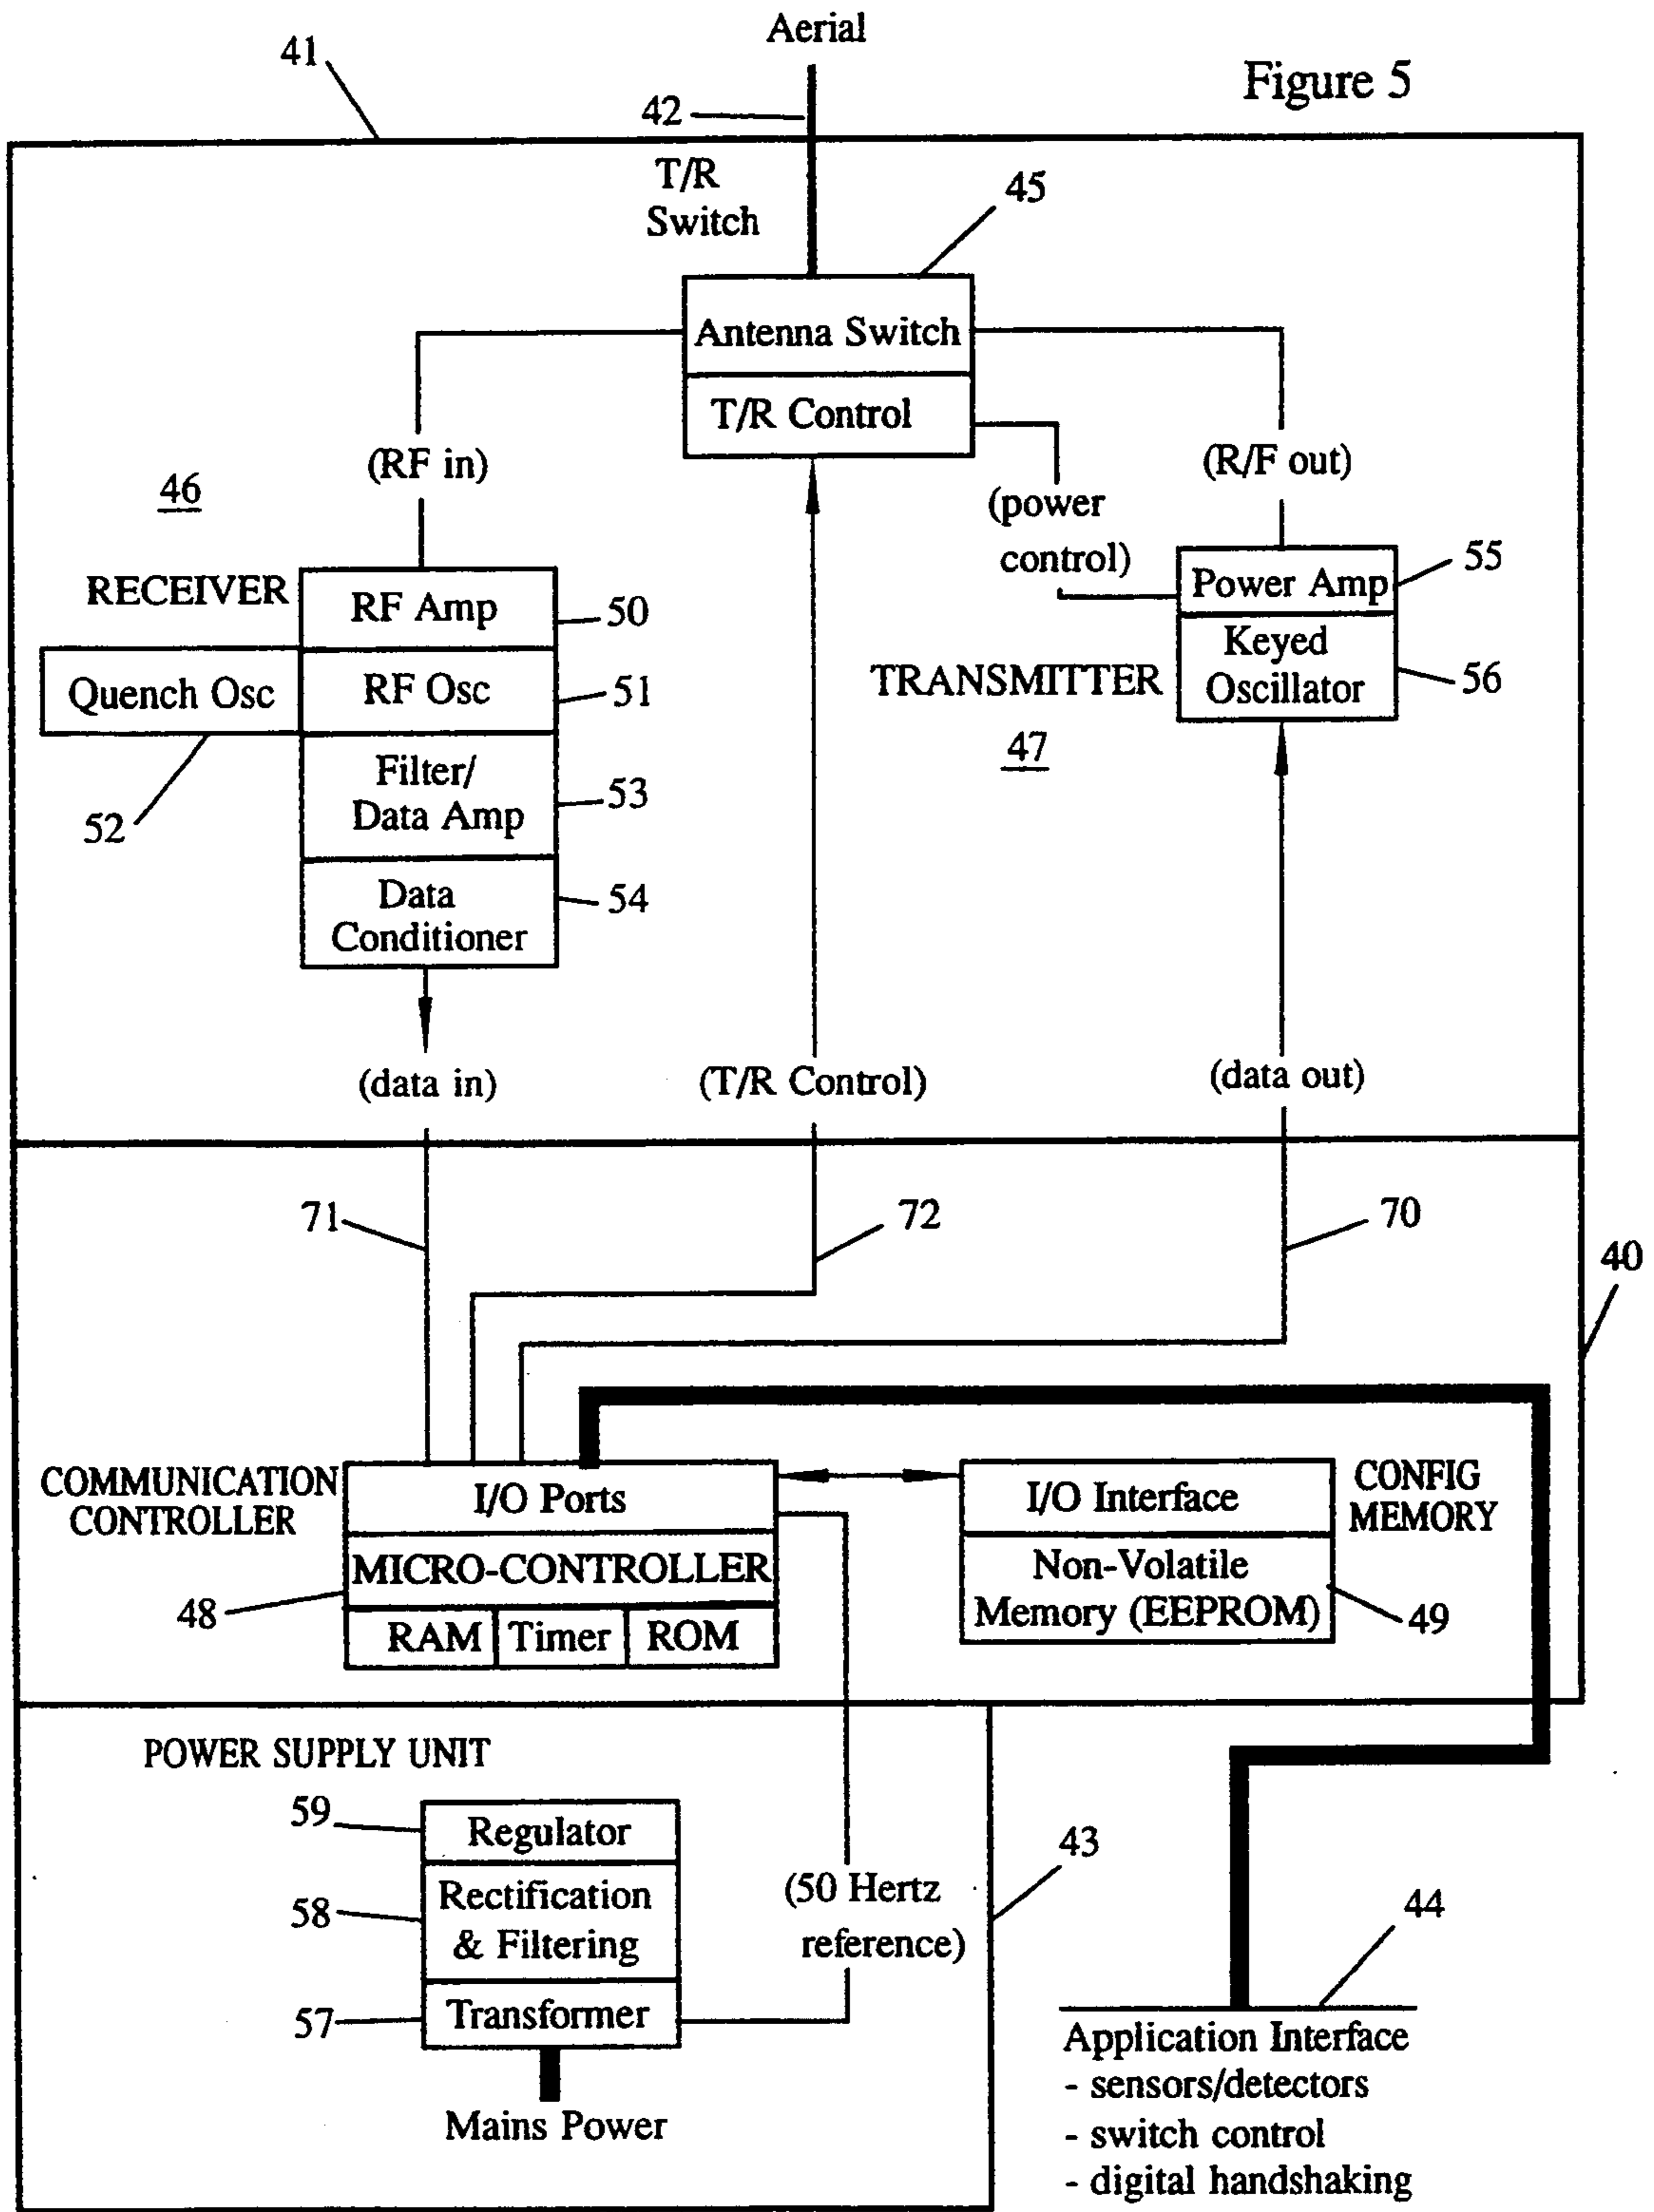 Aerial
Figure 5
41
42
T/R
Switch
45
Antenna Switch
T/R Control
(RF in)
(R/F out)
46
(power
control)
RECEIVER
RF Amp
50
Power Amp
55
Quench Osc
RF Osc
51
TRANSMITTER
Keyed
Oscillator
56
47
52
Filter/
Data Amp
53
Data
Conditioner
54
(data in)
(T/R Control)
(data out)
71
72
70
40
COMMUNICATION
CONTROLLER
I/O Ports
MICRO-CONTROLLER
48
RAM
Timer
ROM
I/O Interface
Non-Volatile
Memory (EEPROM)
CONFIG
MEMORY
49
POWER SUPPLY UNIT
59
Regulator
58
Rectification
& Filtering
57
Transformer
Mains Power
(50 Hertz
reference)
43
44
Application Interface
- sensors/detectors
- switch control
- digital handshaking